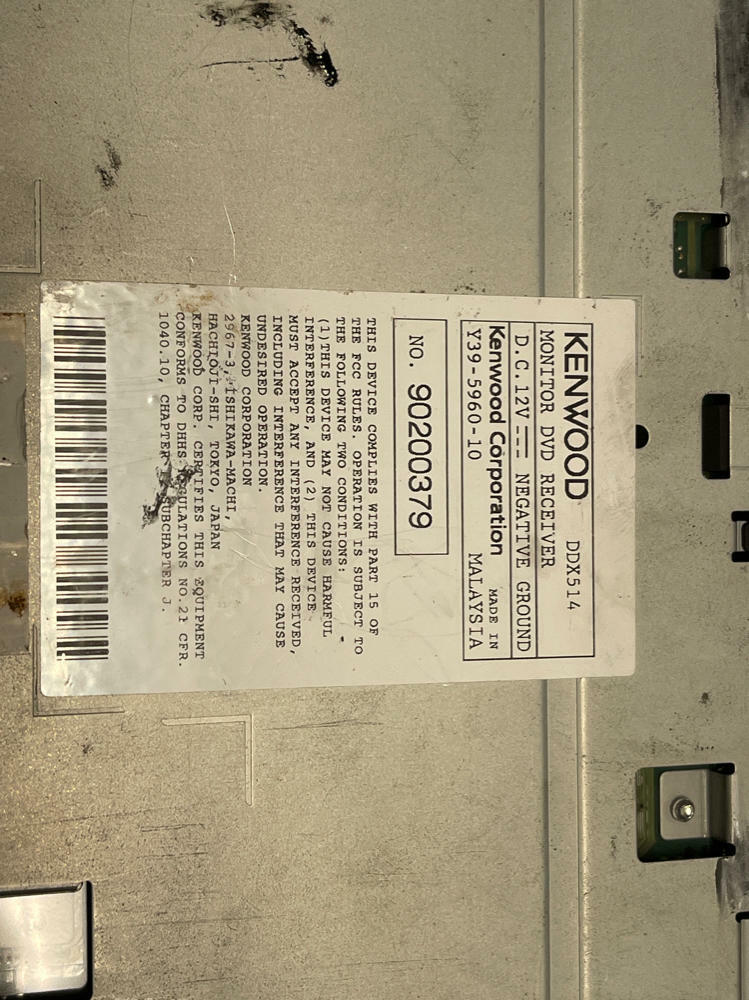 KENWOOD DDX514
MONITOR DVD RECEIVER
D.C.12V NEGATIVE GROUND
Kenwood Corporation MADE IN
Y39-5960-10 MALAYSIA
NO. 90200379
THIS DEVICE COMPLIES WITH PART 15 OF
THE FCC RULES. OPERATION IS SUBJECT TO
THE FOLLOWING TWO CONDITIONS:
(1)THIS DEVICE MAY NOT CAUSE HARMFUL
INTERFERENCE, AND (2) THIS DEVICE
MUST ACCEPT ANY INTERFERENCE RECEIVED,
INCLUDING INTERFERENCE THAT MAY CAUSE
UNDESIRED OPERATION.
KENWOOD CORPORATION
2967-3, ISHIKAWA-MACHI,
HACHIOJI-SHI, TOKYO, JAPAN
KENWOOD CORP. CERTIFIES THIS EQUIPMENT
CONFORMS TO DHHS REGULATIONS NO.21 CFR.
1040.10, CHAPTER SUBCHAPTER J.